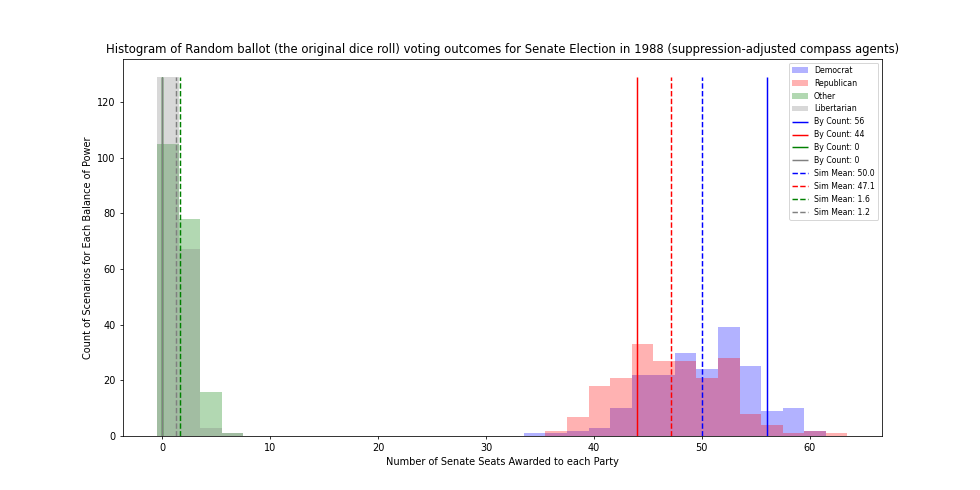 Histogram of Random ballot (the original dice roll) voting outcomes for Senate Election in 1988 (suppression-adjusted compass agents)
Count of Scenarios for Each Balance of Power
120
100
80
60
40
20
0
0
10
20
30
40
50
60
Number of Senate Seats Awarded to each Party
Democrat
Republican
Other
Libertarian
By Count: 56
By Count: 44
By Count: 0
By Count: 0
Sim Mean: 50.0
Sim Mean: 47.1
Sim Mean: 1.6
Sim Mean: 1.2